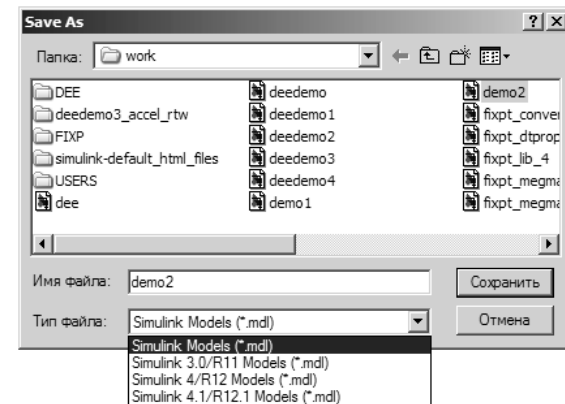 Save As
Папка: work
DEE deedemo demo2
deedemo3_accel_rtw deedemo1 fixpt_conver
FIXP deedemo2 fixpt_dtprop
simulink-default_html_files deedemo3 fixpt_lib_4
USERS deedemo4 fixpt_megma
dee demo1 fixpt_megma
Имя файла: demo2 Сохранить
Тип файла: Simulink Models (*.mdl) Отмена
Simulink Models (*.mdl)
Simulink 3.0/R11 Models (*.mdl)
Simulink 4/R12 Models (*.mdl)
Simulink 4.1/R12.1 Models (*.mdl)